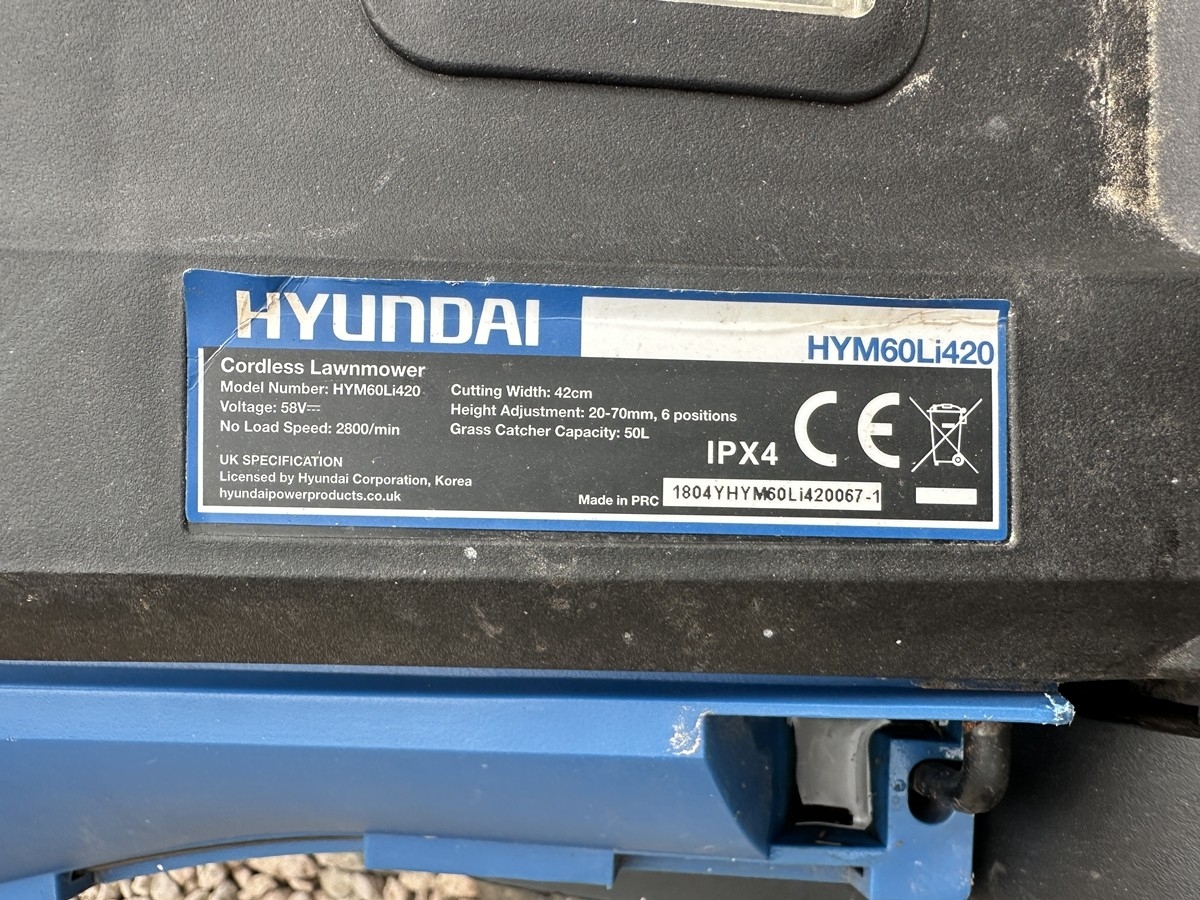 HYUNDAI
HYM60Li420
Cordless Lawnmower
Model Number: HYM60Li420
Voltage: 58V⎓
No Load Speed: 2800/min
Cutting Width: 42cm
Height Adjustment: 20-70mm, 6 positions
Grass Catcher Capacity: 50L
IPX4
CE
UK SPECIFICATION
Licensed by Hyundai Corporation, Korea
hyundaipowerproducts.co.uk
Made in PRC 1804YHYM60Li420067-1